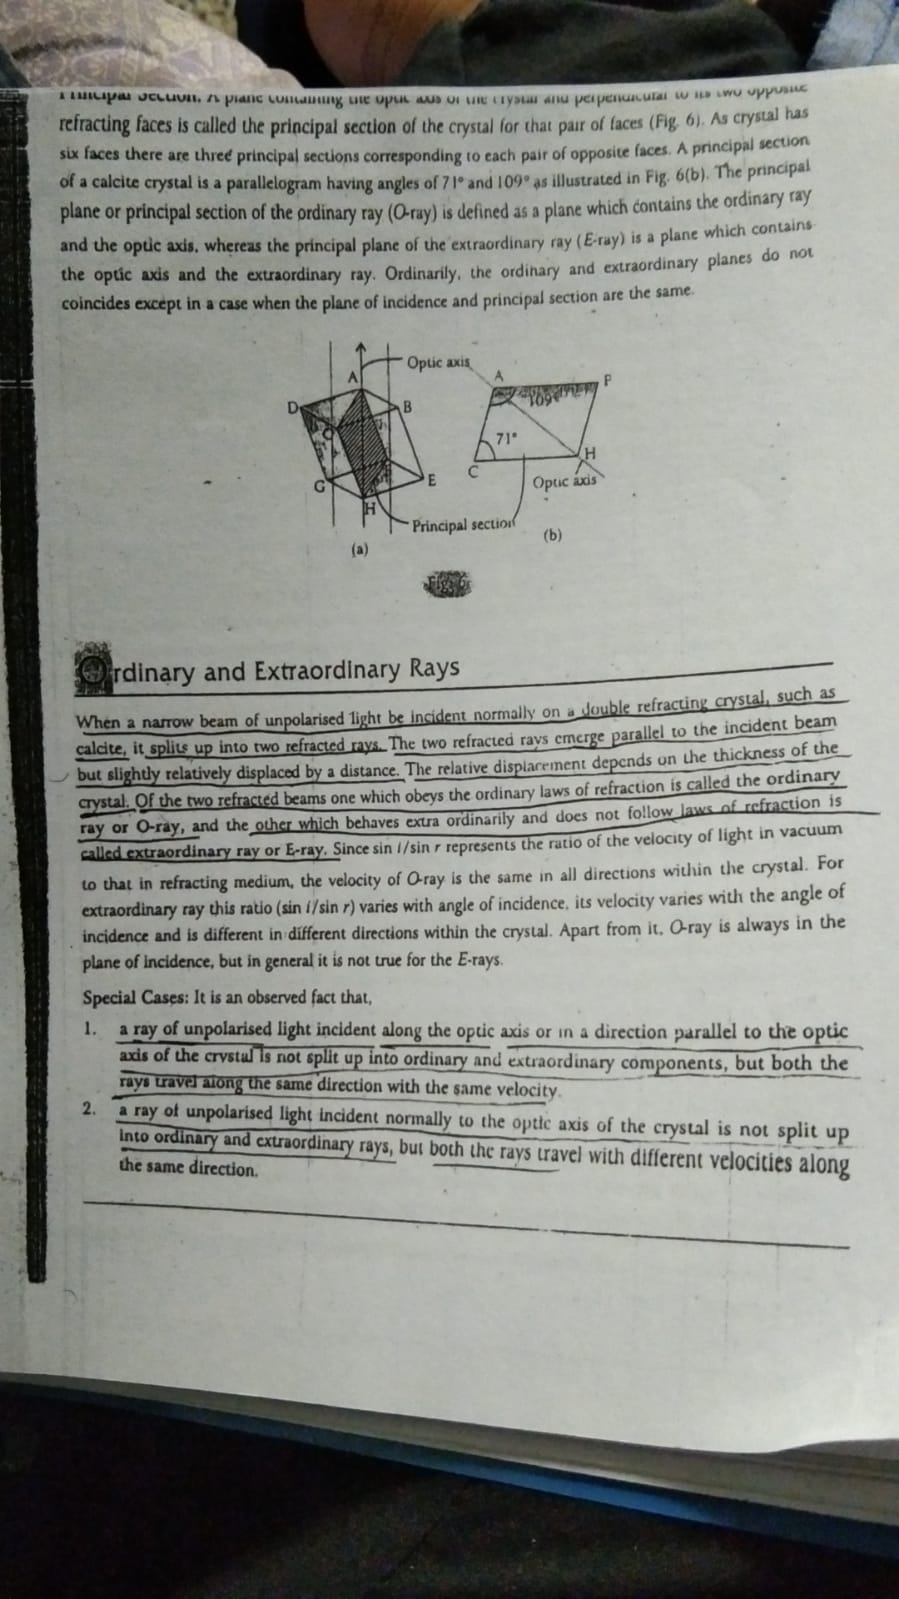 Principal Section. A plane containing the optic axis of the crystal and perpendicural to its two opposite
refracting faces is called the principal section of the crystal for that pair of faces (Fig. 6). As crystal has
six faces there are three principal sections corresponding to each pair of opposite faces. A principal section
of a calcite crystal is a parallelogram having angles of 71° and 109° as illustrated in Fig. 6(b). The principal
plane or principal section of the ordinary ray (O-ray) is defined as a plane which contains the ordinary ray
and the optic axis, whereas the principal plane of the extraordinary ray (E-ray) is a plane which contains
the optic axis and the extraordinary ray. Ordinarily, the ordinary and extraordinary planes do not
coincides except in a case when the plane of incidence and principal section are the same.
Optic axis
A
D
B
C
G
E
H
Principal section
(a)
A
F
109°
71°
C
H
Optic axis
(b)
Fig. 6
Ordinary and Extraordinary Rays
When a narrow beam of unpolarised light be incident normally on a double refracting crystal, such as
calcite, it splits up into two refracted rays. The two refracted rays emerge parallel to the incident beam
but slightly relatively displaced by a distance. The relative displacement depends on the thickness of the
crystal. Of the two refracted beams one which obeys the ordinary laws of refraction is called the ordinary
ray or O-ray, and the other which behaves extra ordinarily and does not follow laws of refraction is
called extraordinary ray or E-ray. Since sin i/sin r represents the ratio of the velocity of light in vacuum
to that in refracting medium, the velocity of O-ray is the same in all directions within the crystal. For
extraordinary ray this ratio (sin i/sin r) varies with angle of incidence, its velocity varies with the angle of
incidence and is different in different directions within the crystal. Apart from it, O-ray is always in the
plane of incidence, but in general it is not true for the E-rays.
Special Cases: It is an observed fact that,
1. a ray of unpolarised light incident along the optic axis or in a direction parallel to the optic
axis of the crystal is not split up into ordinary and extraordinary components, but both the
rays travel along the same direction with the same velocity.
2. a ray of unpolarised light incident normally to the optic axis of the crystal is not split up
into ordinary and extraordinary rays, but both the rays travel with different velocities along
the same direction.